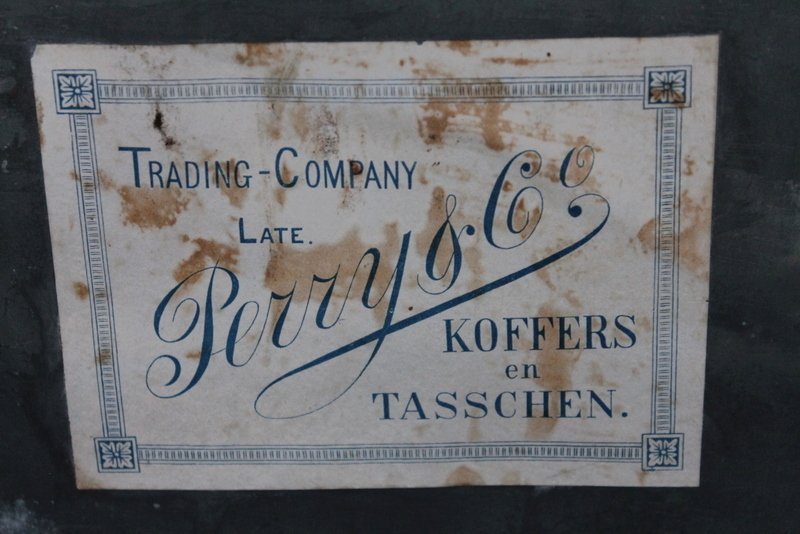 TRADING-COMPANY
LATE.
Perry & Co
KOFFERS
en
TASSCHEN.